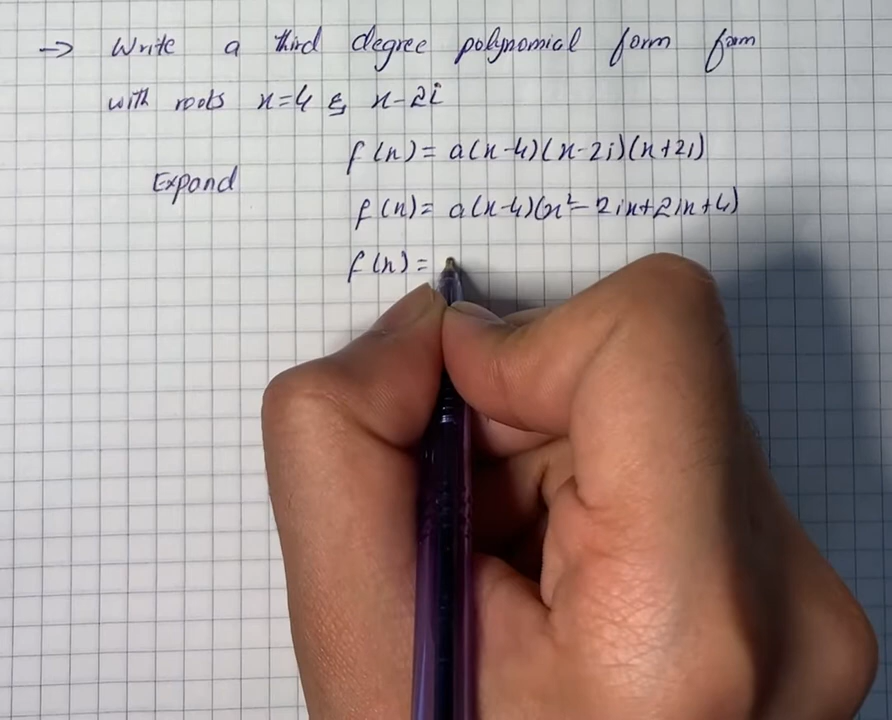 → Write a third degree polynomial form from
with roots x=4 & x-2i
f(x) = a(x-4)(x-2i)(x+2i)
Expand
f(x) = a(x-4)(x²-2ix+2ix+4)
f(x) =